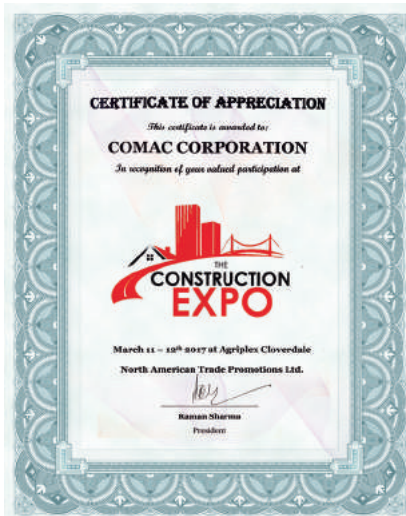 CERTIFICATE OF APPRECIATION
This certificate is awarded to:
COMAC CORPORATION
In recognition of your valued participation at
THE
CONSTRUCTION
EXPO
March 11 – 12th 2017 at Agriplex Cloverdale
North American Trade Promotions Ltd.
Raman Sharma
President